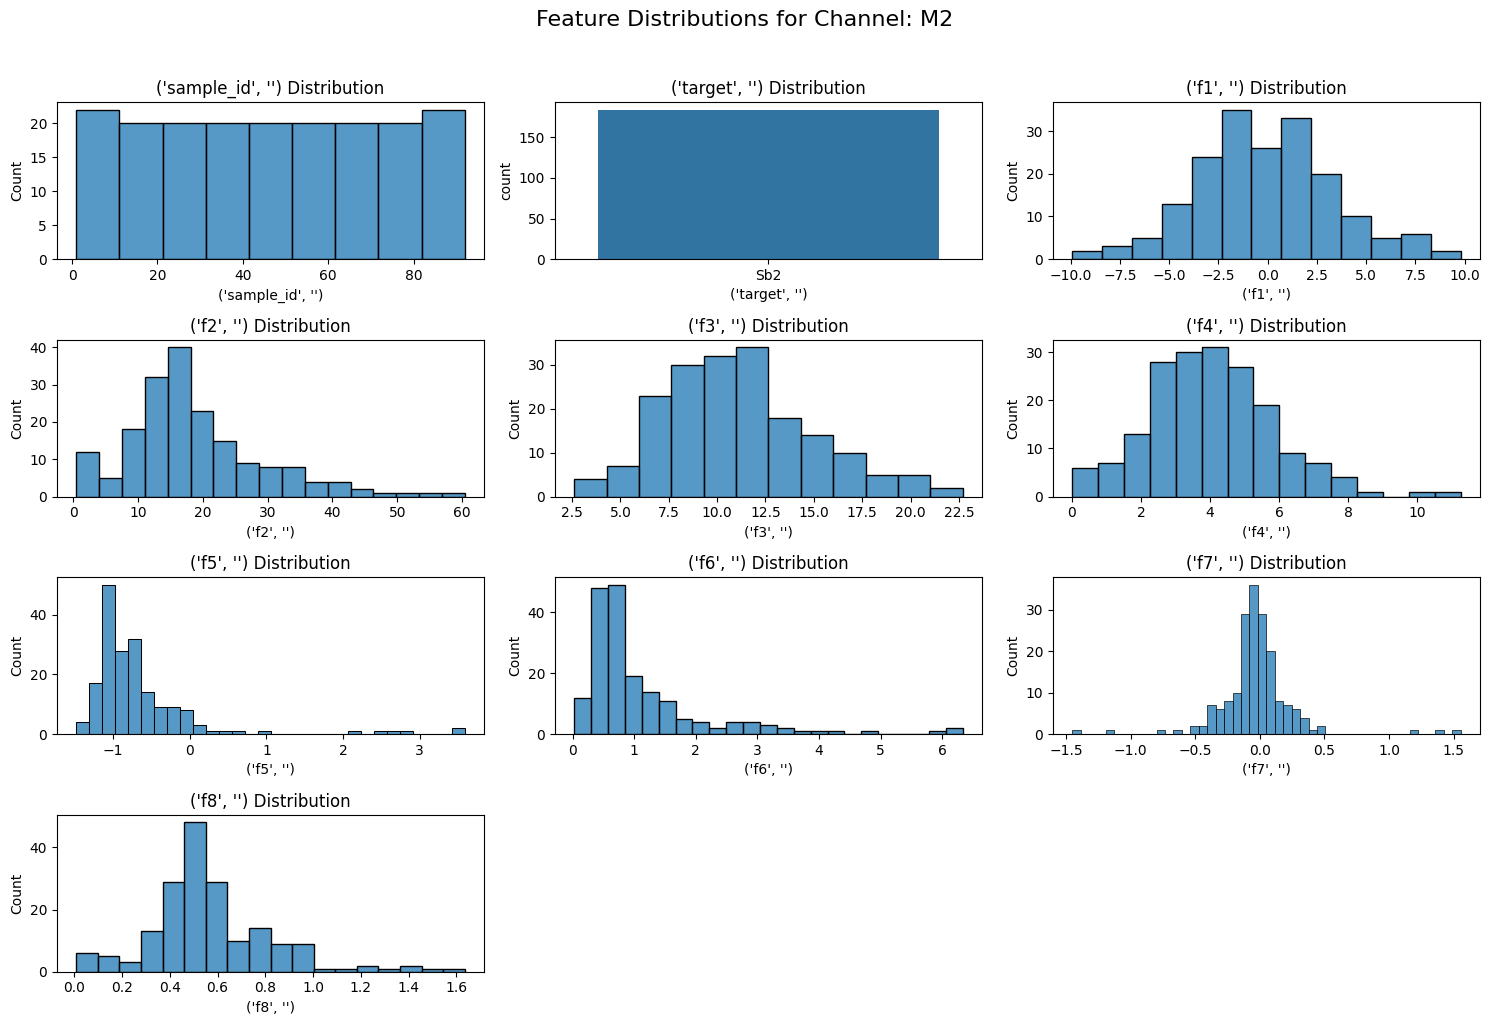 Feature Distributions for Channel: M2
('sample_id', '') Distribution
Count
20
15
10
5
0
0 20 40 60 80
('sample_id', '')
('target', '') Distribution
count
150
100
50
0
Sb2
('target', '')
('f1', '') Distribution
Count
30
20
10
0
−10.0 −7.5 −5.0 −2.5 0.0 2.5 5.0 7.5 10.0
('f1', '')
('f2', '') Distribution
Count
40
30
20
10
0
0 10 20 30 40 50 60
('f2', '')
('f3', '') Distribution
Count
30
20
10
0
2.5 5.0 7.5 10.0 12.5 15.0 17.5 20.0 22.5
('f3', '')
('f4', '') Distribution
Count
30
20
10
0
0 2 4 6 8 10
('f4', '')
('f5', '') Distribution
Count
40
20
0
−1 0 1 2 3
('f5', '')
('f6', '') Distribution
Count
40
20
0
0 1 2 3 4 5 6
('f6', '')
('f7', '') Distribution
Count
30
20
10
0
−1.5 −1.0 −0.5 0.0 0.5 1.0 1.5
('f7', '')
('f8', '') Distribution
Count
40
20
0
0.0 0.2 0.4 0.6 0.8 1.0 1.2 1.4 1.6
('f8', '')